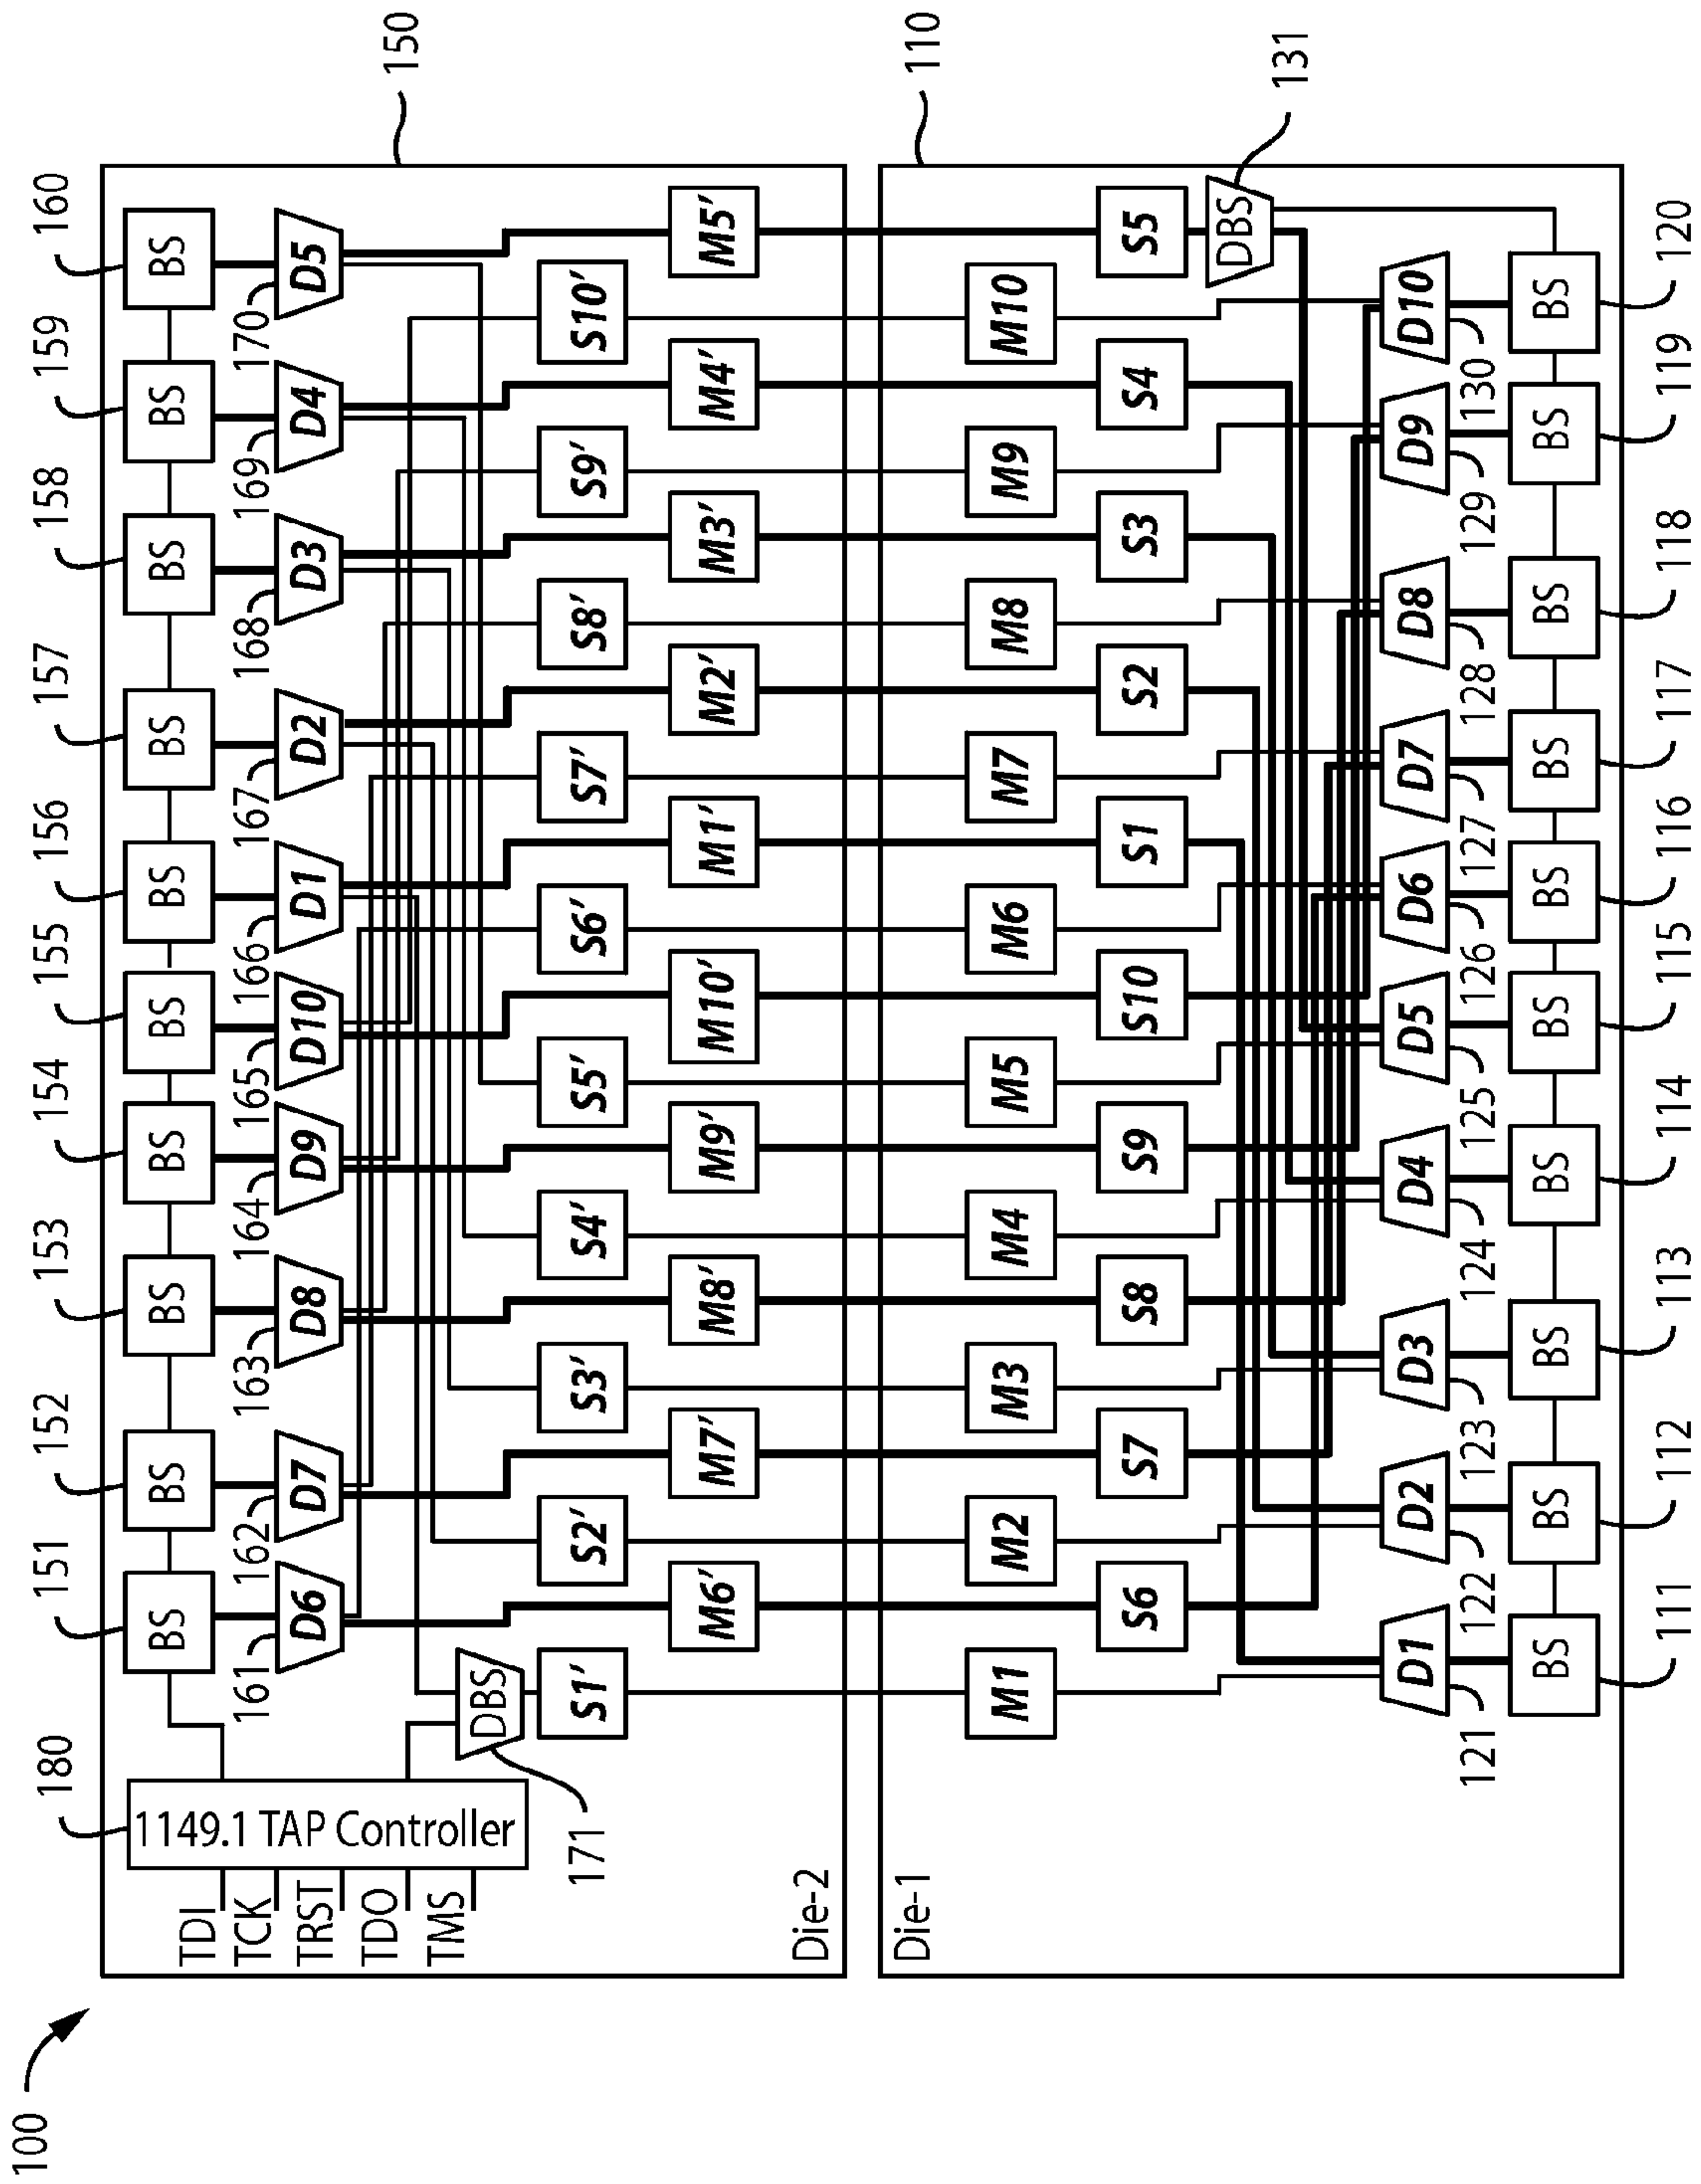 100
150
110
160
159
158
157
156
155
154
153
152
151
180
BS BS BS BS BS BS BS BS BS BS
D6 D7 D8 D9 D10 D1 D2 D3 D4 D5
161 162 163 164 165 166 167 168 169 170
1149.1 TAP Controller
TDI
TCK
TRST
TDO
TMS
DBS
171
S1' S2' S3' S4' S5' S6' S7' S8' S9' S10'
M6' M7' M8' M9' M10' M1' M2' M3' M4' M5'
Die-2
Die-1
M1 M2 M3 M4 M5 M6 M7 M8 M9 M10
S6 S7 S8 S9 S10 S1 S2 S3 S4 S5
DBS
131
D1 D2 D3 D4 D5 D6 D7 D8 D9 D10
121 122 123 124 125 126 127 128 129 130
BS BS BS BS BS BS BS BS BS BS
111 112 113 114 115 116 117 118 119 120